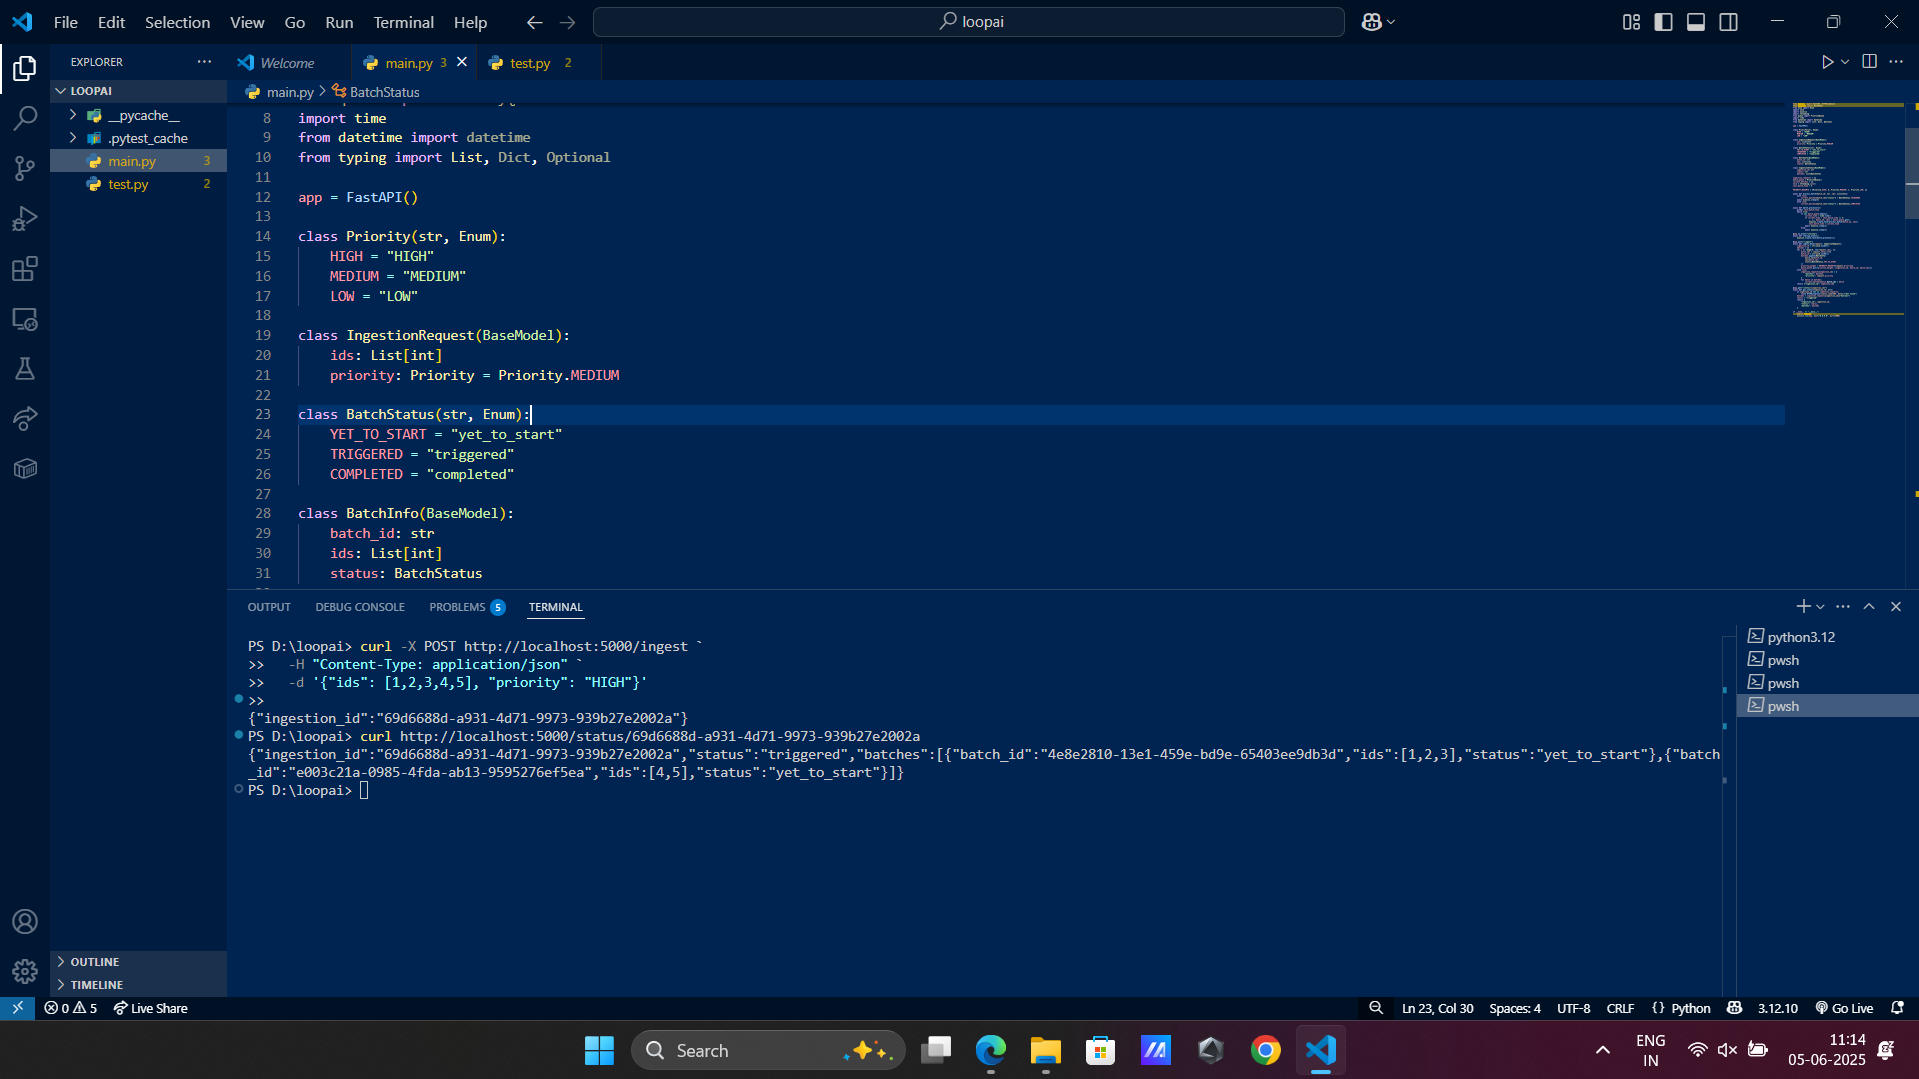 File Edit Selection View Go Run Terminal Help
loopai
EXPLORER
LOOPAI
__pycache__
.pytest_cache
main.py 3
test.py 2
OUTLINE
TIMELINE
Welcome
main.py 3
test.py 2
main.py > BatchStatus
8 import time
9 from datetime import datetime
10 from typing import List, Dict, Optional
11
12 app = FastAPI()
13
14 class Priority(str, Enum):
15 HIGH = "HIGH"
16 MEDIUM = "MEDIUM"
17 LOW = "LOW"
18
19 class IngestionRequest(BaseModel):
20 ids: List[int]
21 priority: Priority = Priority.MEDIUM
22
23 class BatchStatus(str, Enum):
24 YET_TO_START = "yet_to_start"
25 TRIGGERED = "triggered"
26 COMPLETED = "completed"
27
28 class BatchInfo(BaseModel):
29 batch_id: str
30 ids: List[int]
31 status: BatchStatus
OUTPUT DEBUG CONSOLE PROBLEMS 5 TERMINAL
PS D:\loopai> curl -X POST http://localhost:5000/ingest `
>> -H "Content-Type: application/json" `
>> -d '{"ids": [1,2,3,4,5], "priority": "HIGH"}'
>>
{"ingestion_id":"69d6688d-a931-4d71-9973-939b27e2002a"}
PS D:\loopai> curl http://localhost:5000/status/69d6688d-a931-4d71-9973-939b27e2002a
{"ingestion_id":"69d6688d-a931-4d71-9973-939b27e2002a","status":"triggered","batches":[{"batch_id":"4e8e2810-13e1-459e-bd9e-65403ee9db3d","ids":[1,2,3],"status":"yet_to_start"},{"batch
_id":"e003c21a-0985-4fda-ab13-9595276ef5ea","ids":[4,5],"status":"yet_to_start"}]}
PS D:\loopai>
python3.12
pwsh
pwsh
pwsh
0 5 Live Share
Ln 23, Col 30 Spaces: 4 UTF-8 CRLF { } Python 3.12.10 Go Live
Search
ENG
IN
11:14
05-06-2025